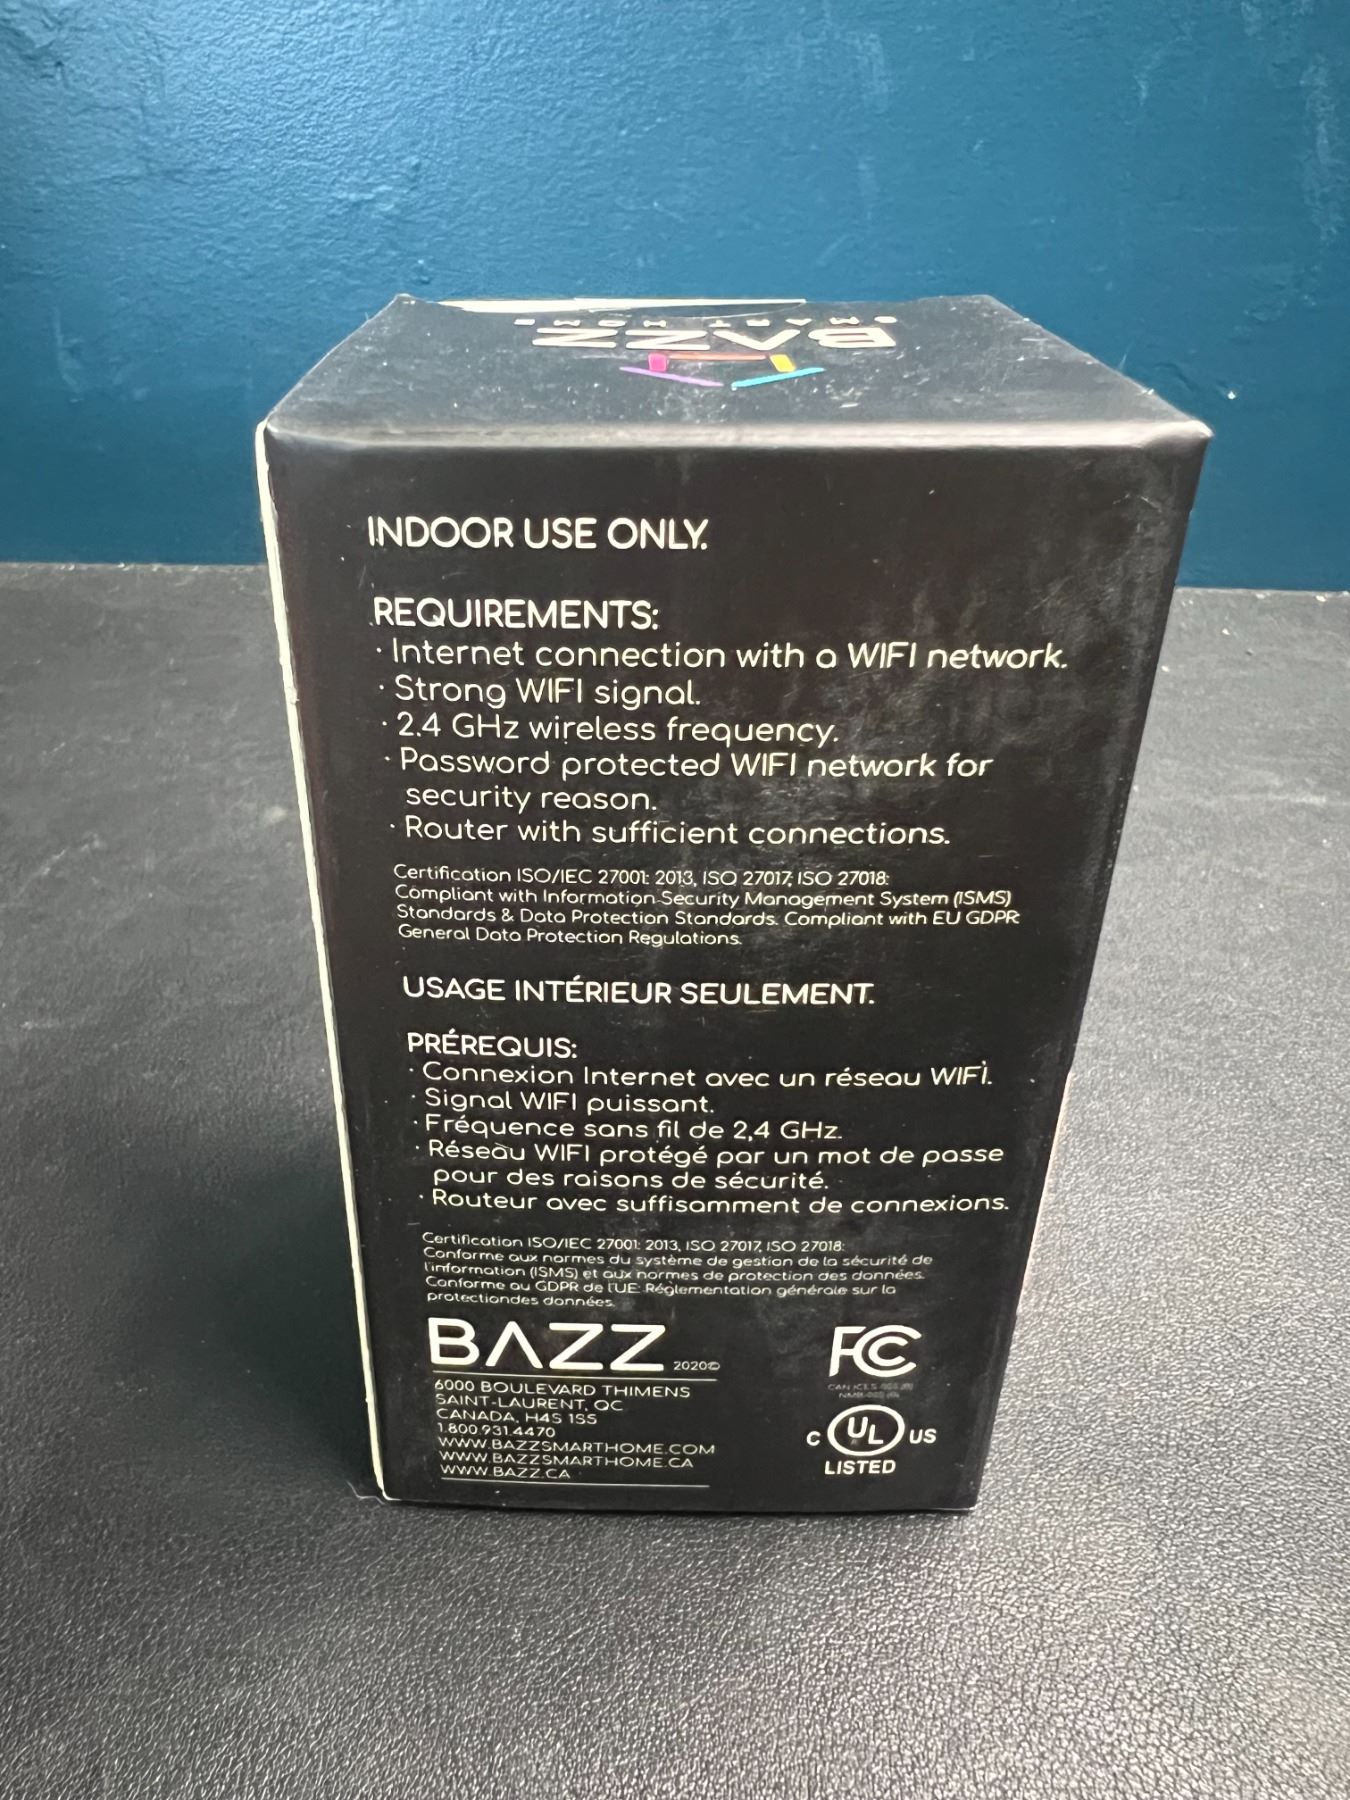 BAZZ
SMART HOME
INDOOR USE ONLY.
REQUIREMENTS:
· Internet connection with a WIFI network.
· Strong WIFI signal.
· 2.4 GHz wireless frequency.
· Password protected WIFI network for
security reason.
· Router with sufficient connections.
Certification ISO/IEC 27001: 2013, ISO 27017, ISO 27018:
Compliant with Information Security Management System (ISMS)
Standards & Data Protection Standards. Compliant with EU GDPR:
General Data Protection Regulations.
USAGE INTÉRIEUR SEULEMENT.
PRÉREQUIS:
· Connexion Internet avec un réseau WIFI.
· Signal WIFI puissant.
· Fréquence sans fil de 2,4 GHz.
· Réseau WIFI protégé par un mot de passe
pour des raisons de sécurité.
· Routeur avec suffisamment de connexions.
Certification ISO/IEC 27001: 2013, ISO 27017, ISO 27018:
Conforme aux normes du système de gestion de la sécurité de
l'information (ISMS) et aux normes de protection des données.
Conforme au GDPR de l'UE: Réglementation générale sur la
protectiondes données.
BAZZ 2020©
6000 BOULEVARD THIMENS
SAINT-LAURENT, QC
CANADA, H4S 1S5
1.800.931.4470
WWW.BAZZSMARTHOME.COM
WWW.BAZZSMARTHOME.CA
WWW.BAZZ.CA
FC
C UL US
LISTED